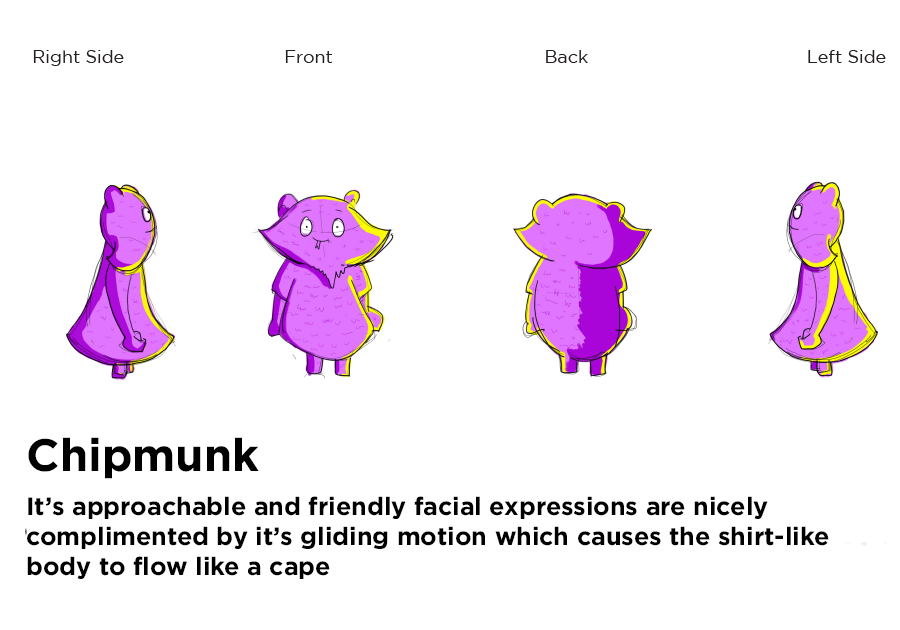 Right Side Front Back Left Side
Chipmunk
It’s approachable and friendly facial expressions are nicely
complimented by it’s gliding motion which causes the shirt-like
body to flow like a cape